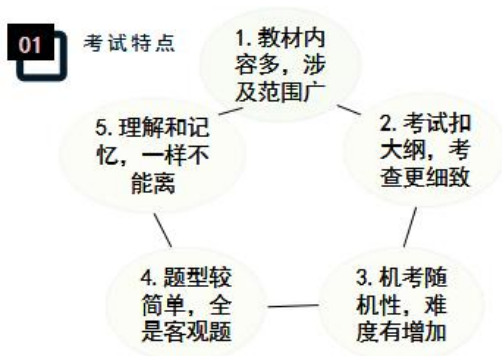 01
考试特点
1. 教材内
容多，涉
及范围广
2. 考试扣
大纲，考
查更细致
3. 机考随
机性，难
度有增加
4. 题型较
简单，全
是客观题
5. 理解和记
忆，一样不
能离